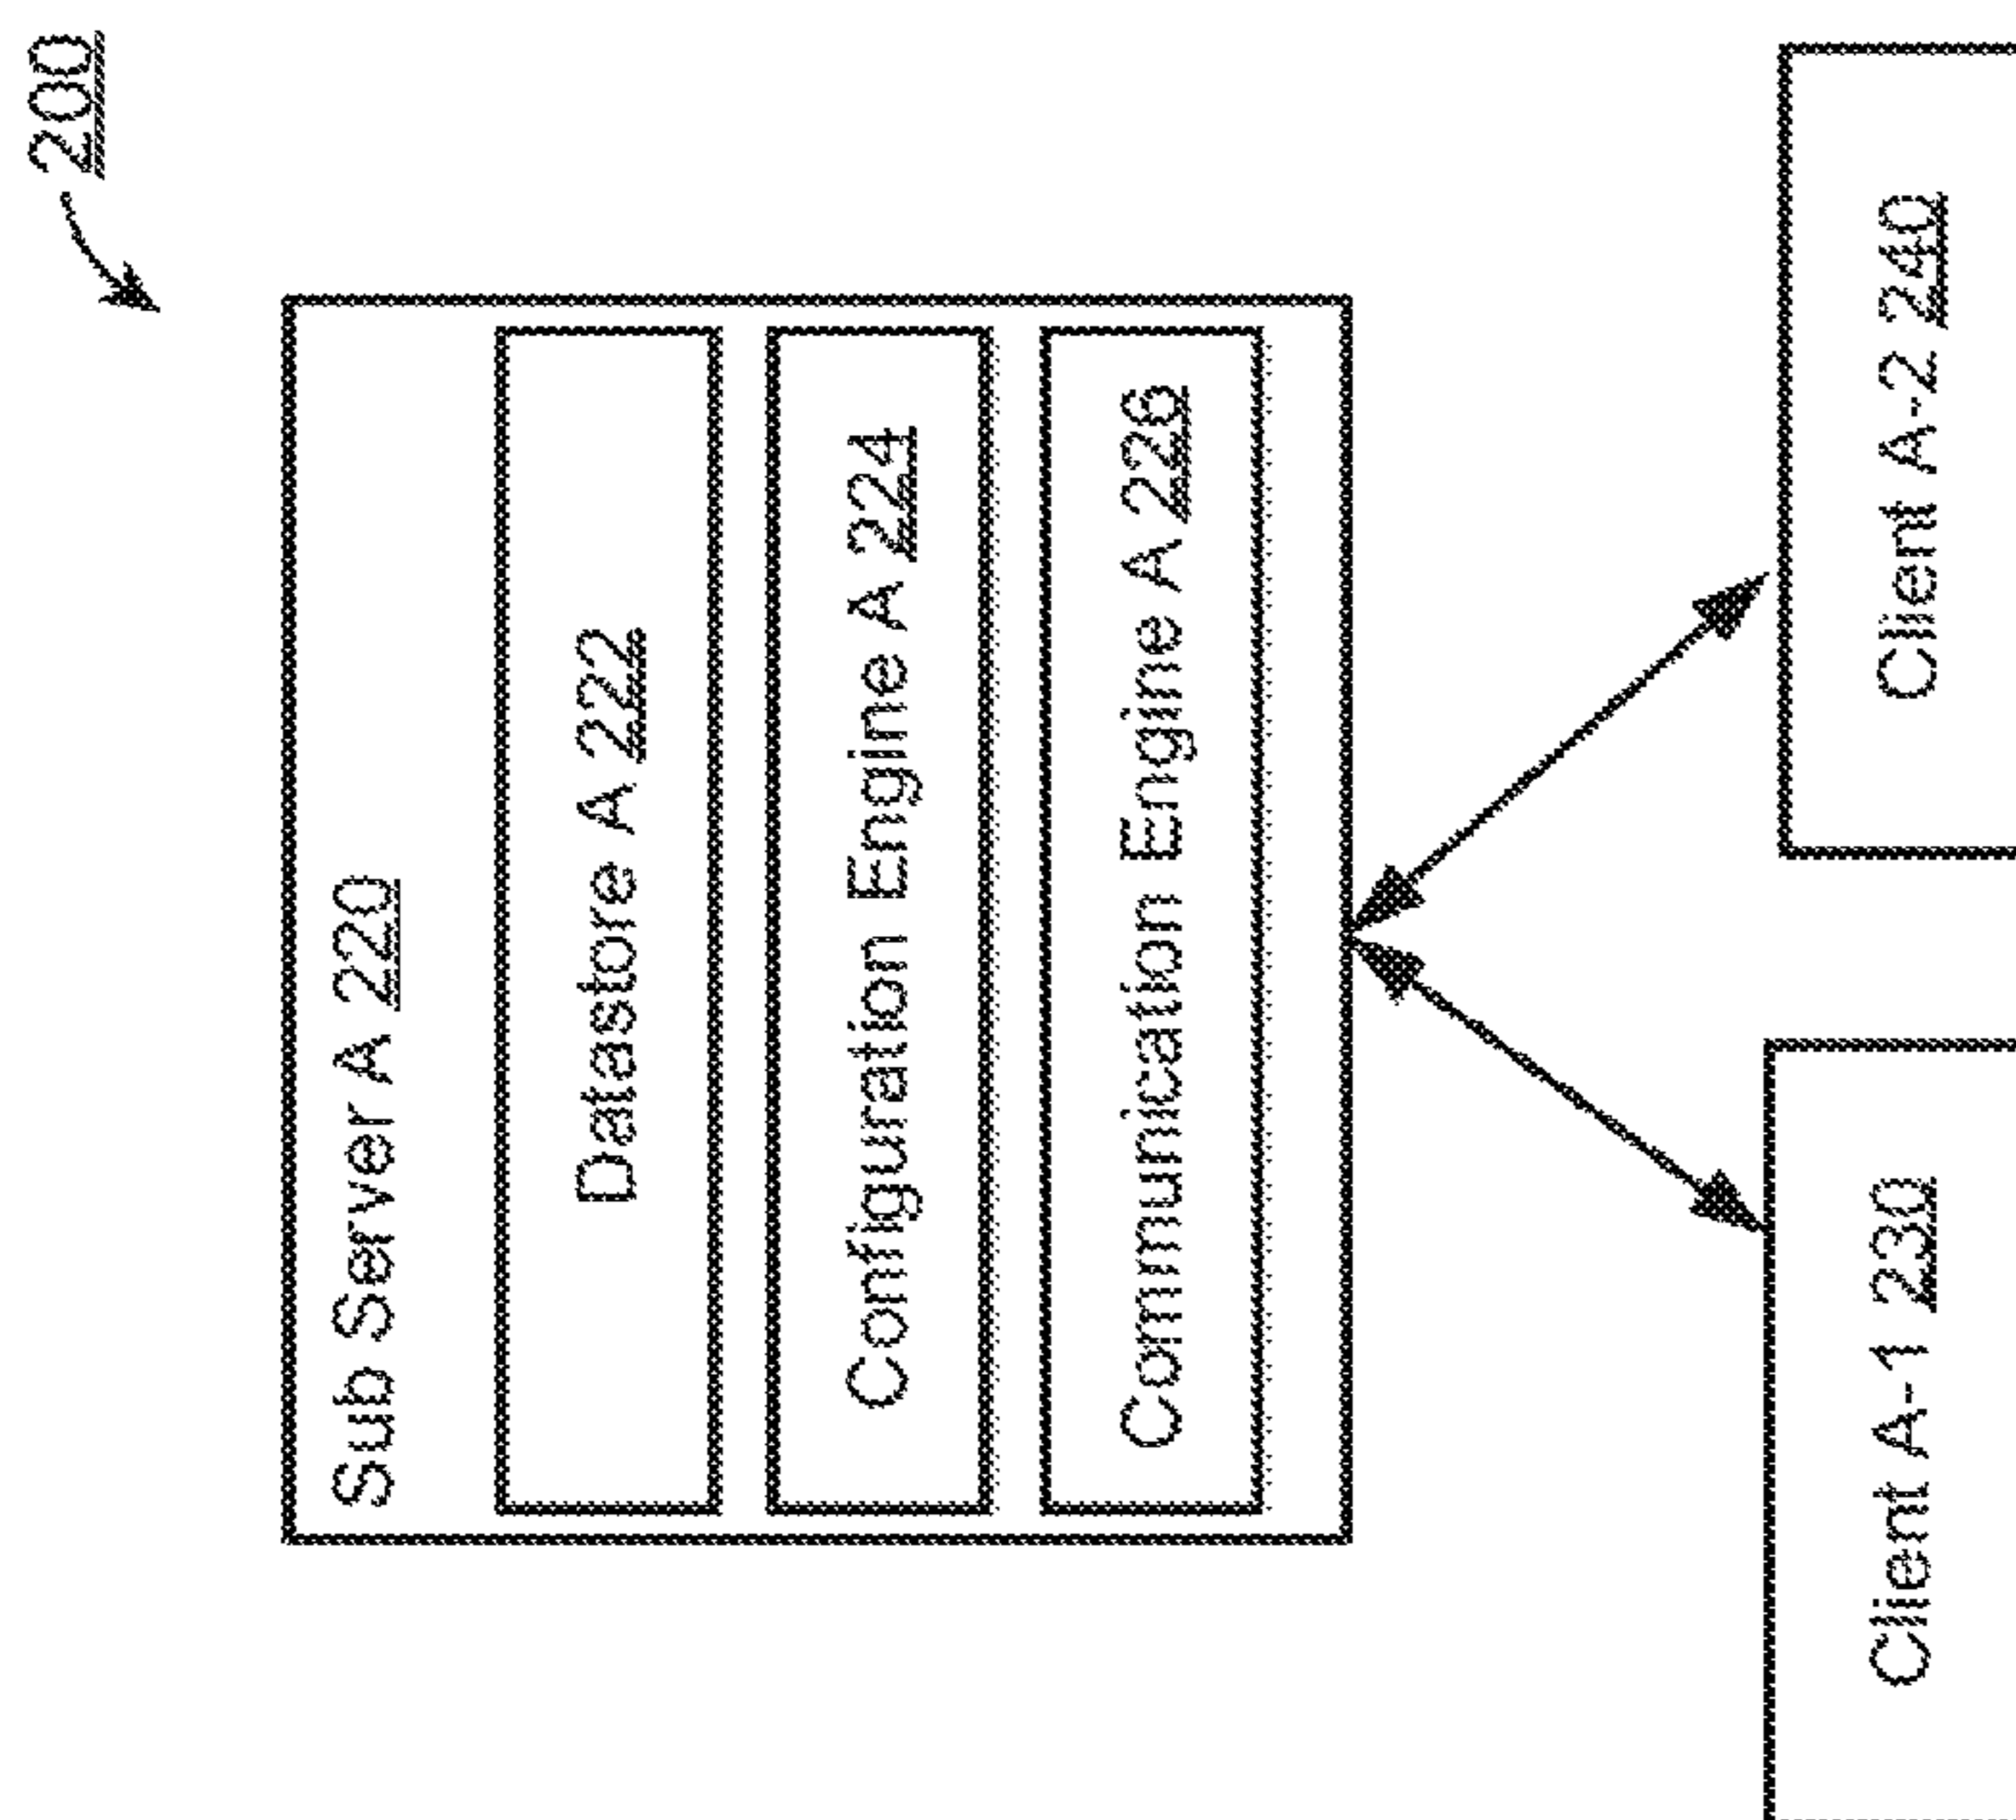 200
Sub Server A 220
Datastore A 222
Configuration Engine A 224
Communication Engine A 226
Client A-1 230
Client A-2 240